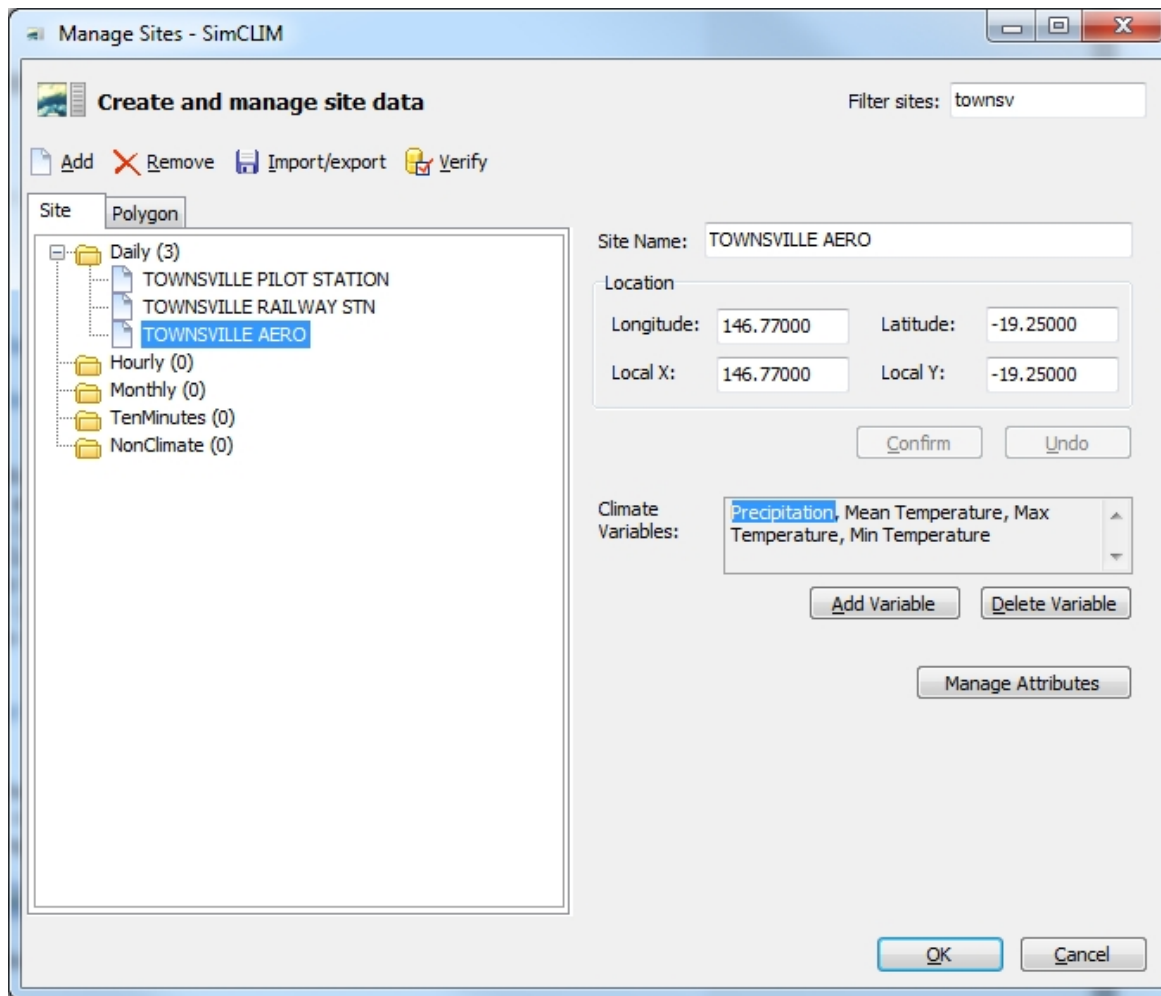 Manage Sites - SimCLIM
Create and manage site data
Filter sites: townsv
Add Remove Import/export Verify
Site Polygon
Daily (3)
TOWNSVILLE PILOT STATION
TOWNSVILLE RAILWAY STN
TOWNSVILLE AERO
Hourly (0)
Monthly (0)
TenMinutes (0)
NonClimate (0)
Site Name: TOWNSVILLE AERO
Location
Longitude: 146.77000 Latitude: -19.25000
Local X: 146.77000 Local Y: -19.25000
Confirm Undo
Climate
Variables:
Precipitation, Mean Temperature, Max
Temperature, Min Temperature
Add Variable Delete Variable
Manage Attributes
OK Cancel